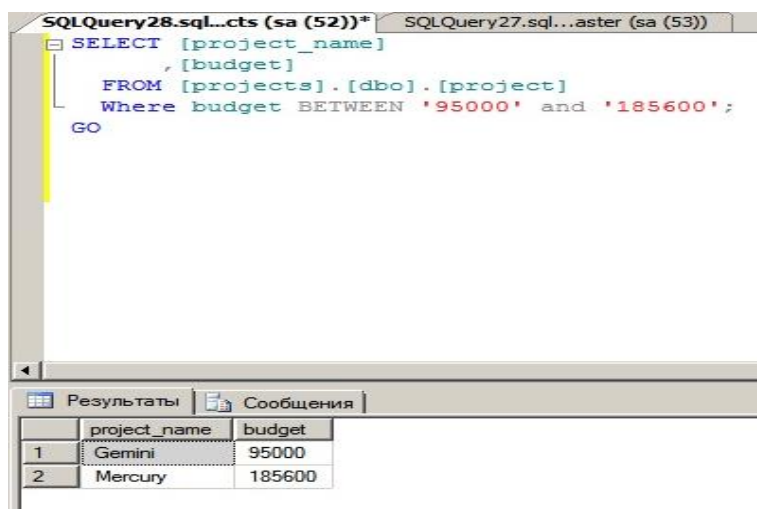 SQLQuery28.sql...cts (sa (52))* SQLQuery27.sql...aster (sa (53))
SELECT [project_name]
,[budget]
FROM [projects].[dbo].[project]
Where budget BETWEEN '95000' and '185600';
GO
Результаты Сообщения
project_name budget
1 Gemini 95000
2 Mercury 185600